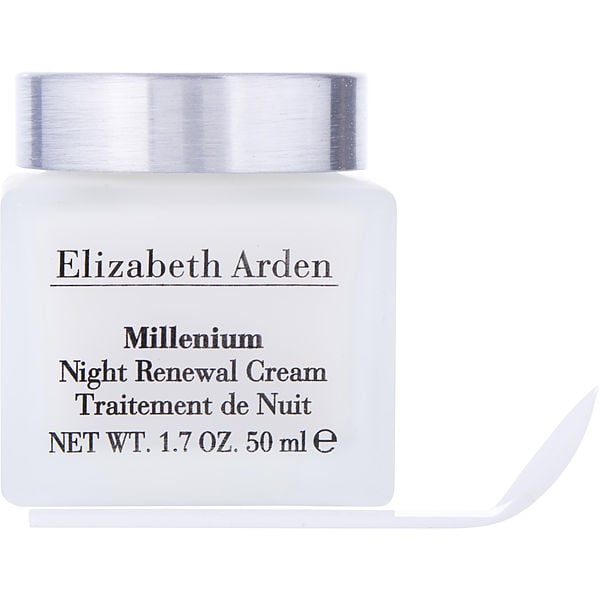 Elizabeth Arden
Millenium
Night Renewal Cream
Traitement de Nuit
NET WT. 1.7 OZ. 50 ml ℮